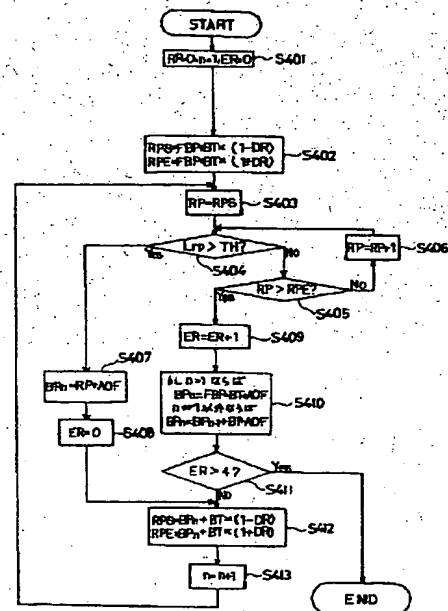 START
RP=0,n=1,ER=0 S401
RPS=FBP+BT×(1-DR)
RPE=FBP+BT×(1+DR) S402
RP=RPS S403
Lrp>TH?
Yes
No
S404
RP=RP+1 S406
RP>RPE?
Yes
No
S405
ER=ER+1 S409
S407
BPn=RP+AOF
ER=0 S408
BPn=FBP+BT+AOF
BPn=BPn-1+BT+AOF
S410
ER>4?
Yes
No
S411
RPS=BPn+BT×(1-DR)
RPE=BPn+BT×(1+DR) S412
n=n+1 S413
END